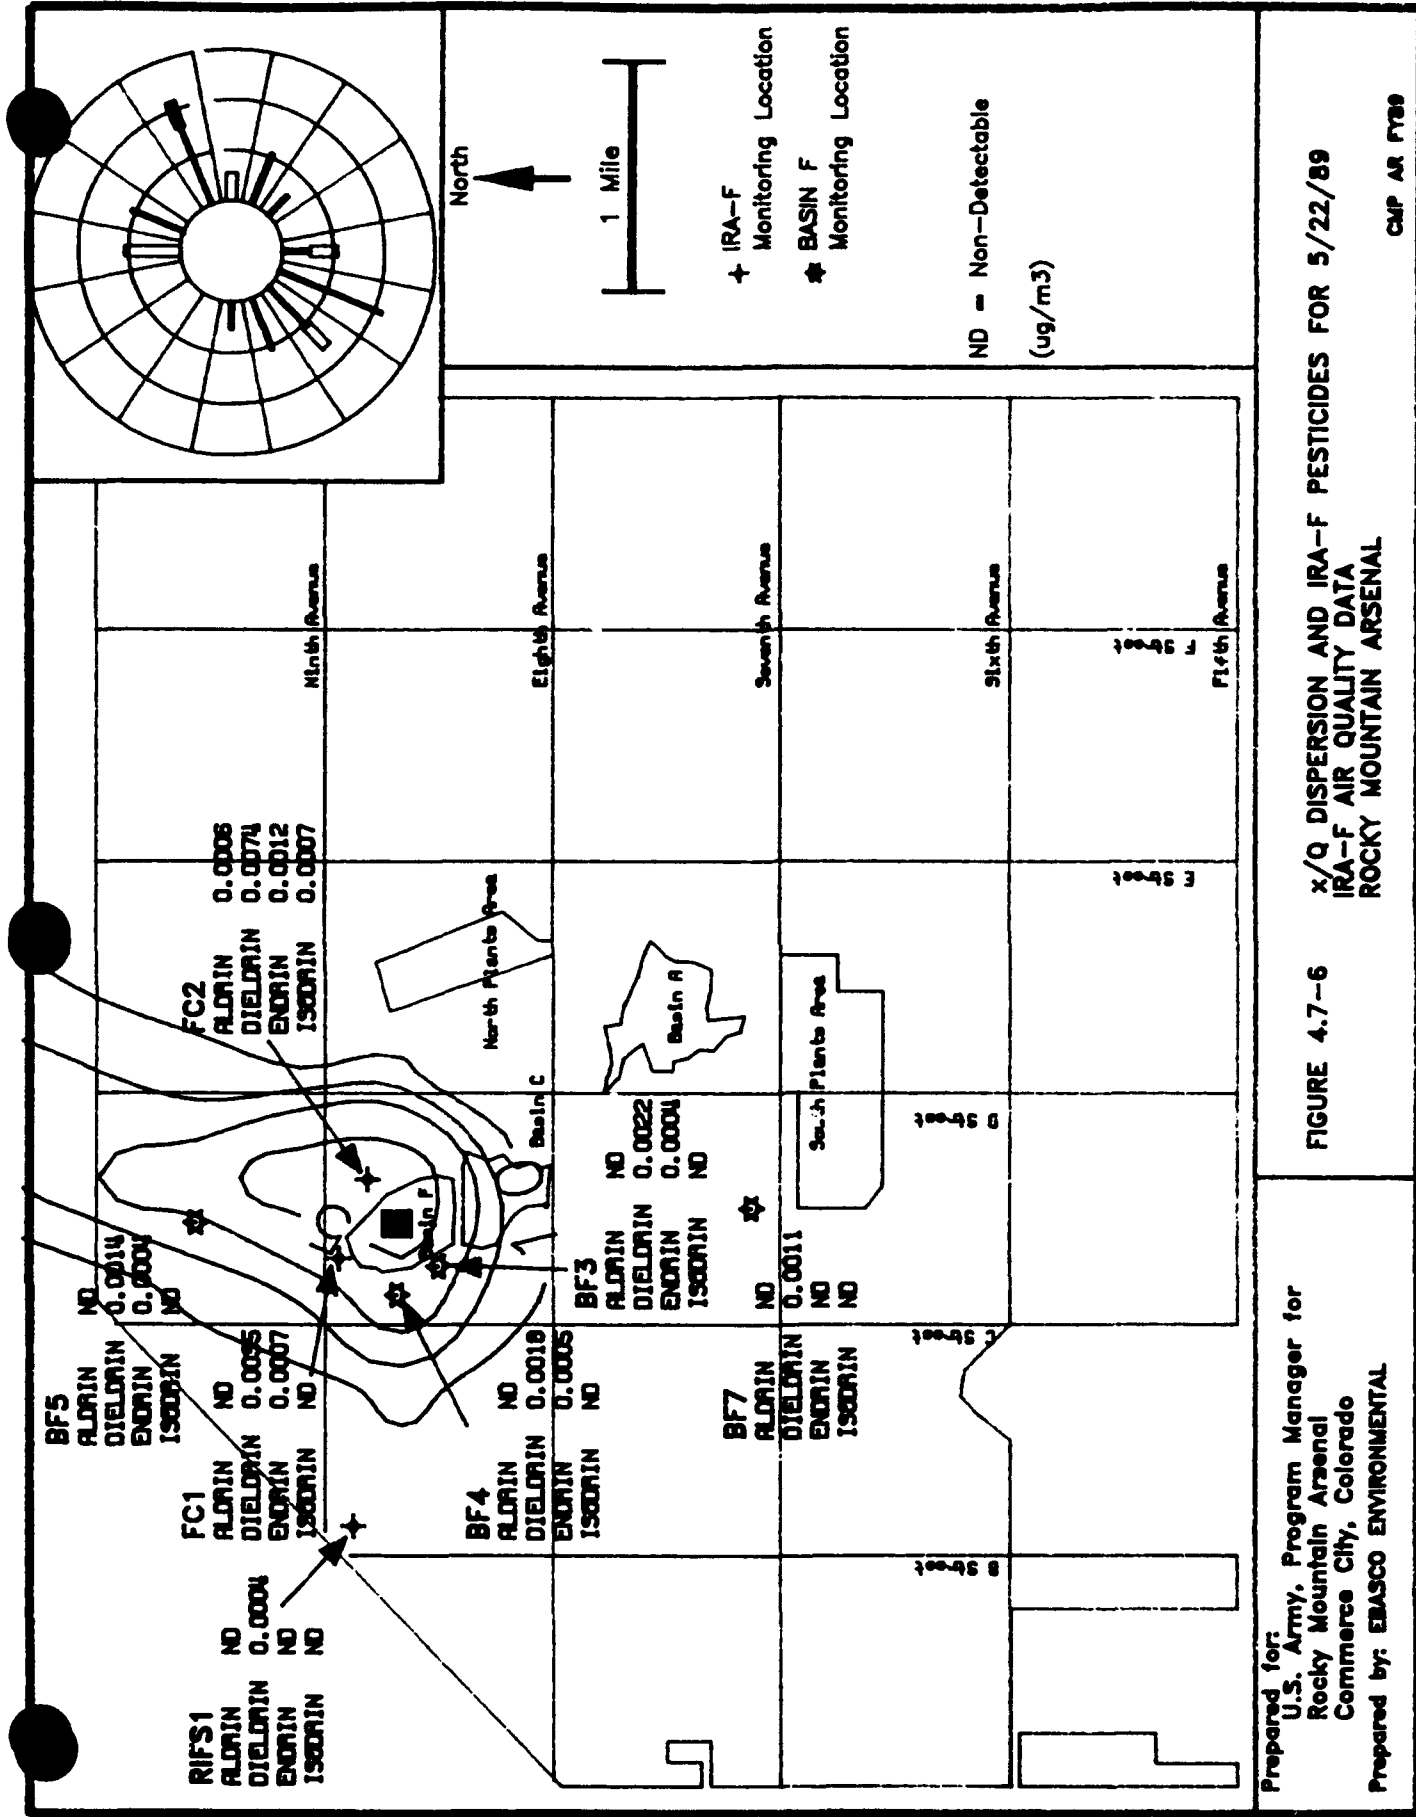 North
1 Mile
IRA-F
Monitoring Location
BASIN F
Monitoring Location
ND = Non-Detectable
(ug/m3)
Ninth Avenue
Eighth Avenue
Seventh Avenue
Sixth Avenue
Fifth Avenue
F Street
E Street
D Street
C Street
B Street
North Plants Area
Basin A
South Plants Area
Basin C
Basin F
FC2
ALDRIN 0.0006
DIELDRIN 0.0074
ENDRIN 0.0012
ISODRIN 0.0007
BF5
ALDRIN ND
DIELDRIN 0.0014
ENDRIN 0.0004
ISODRIN ND
FC1
ALDRIN ND
DIELDRIN 0.0055
ENDRIN 0.0007
ISODRIN ND
RIFS1
ALDRIN ND
DIELDRIN 0.0004
ENDRIN ND
ISODRIN ND
BF4
ALDRIN ND
DIELDRIN 0.0018
ENDRIN 0.0005
ISODRIN ND
BF3
ALDRIN ND
DIELDRIN 0.0022
ENDRIN 0.0004
ISODRIN ND
BF7
ALDRIN ND
DIELDRIN 0.0011
ENDRIN ND
ISODRIN ND
Prepared for:
U.S. Army, Program Manager for
Rocky Mountain Arsenal
Commerce City, Colorado
Prepared by: EBASCO ENVIRONMENTAL
FIGURE 4.7-6 x/Q DISPERSION AND IRA-F PESTICIDES FOR 5/22/89
IRA-F AIR QUALITY DATA
ROCKY MOUNTAIN ARSENAL
CMP AR FY89